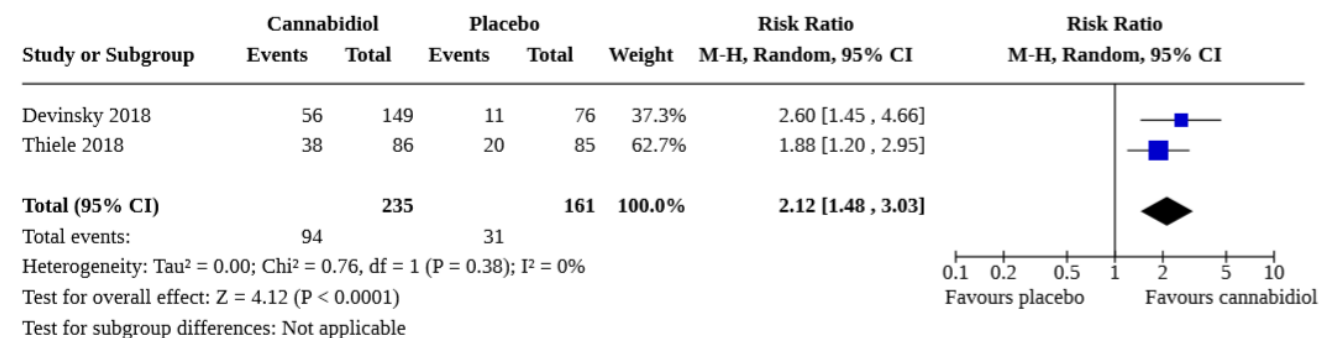 Cannabidiol Placebo Risk Ratio Risk Ratio
Study or Subgroup Events Total Events Total Weight M-H, Random, 95% CI M-H, Random, 95% CI
Devinsky 2018 56 149 11 76 37.3% 2.60 [1.45 , 4.66]
Thiele 2018 38 86 20 85 62.7% 1.88 [1.20 , 2.95]
Total (95% CI) 235 161 100.0% 2.12 [1.48 , 3.03]
Total events: 94 31
Heterogeneity: Tau² = 0.00; Chi² = 0.76, df = 1 (P = 0.38); I² = 0%
0.1 0.2 0.5 1 2 5 10
Test for overall effect: Z = 4.12 (P < 0.0001) Favours placebo Favours cannabidiol
Test for subgroup differences: Not applicable